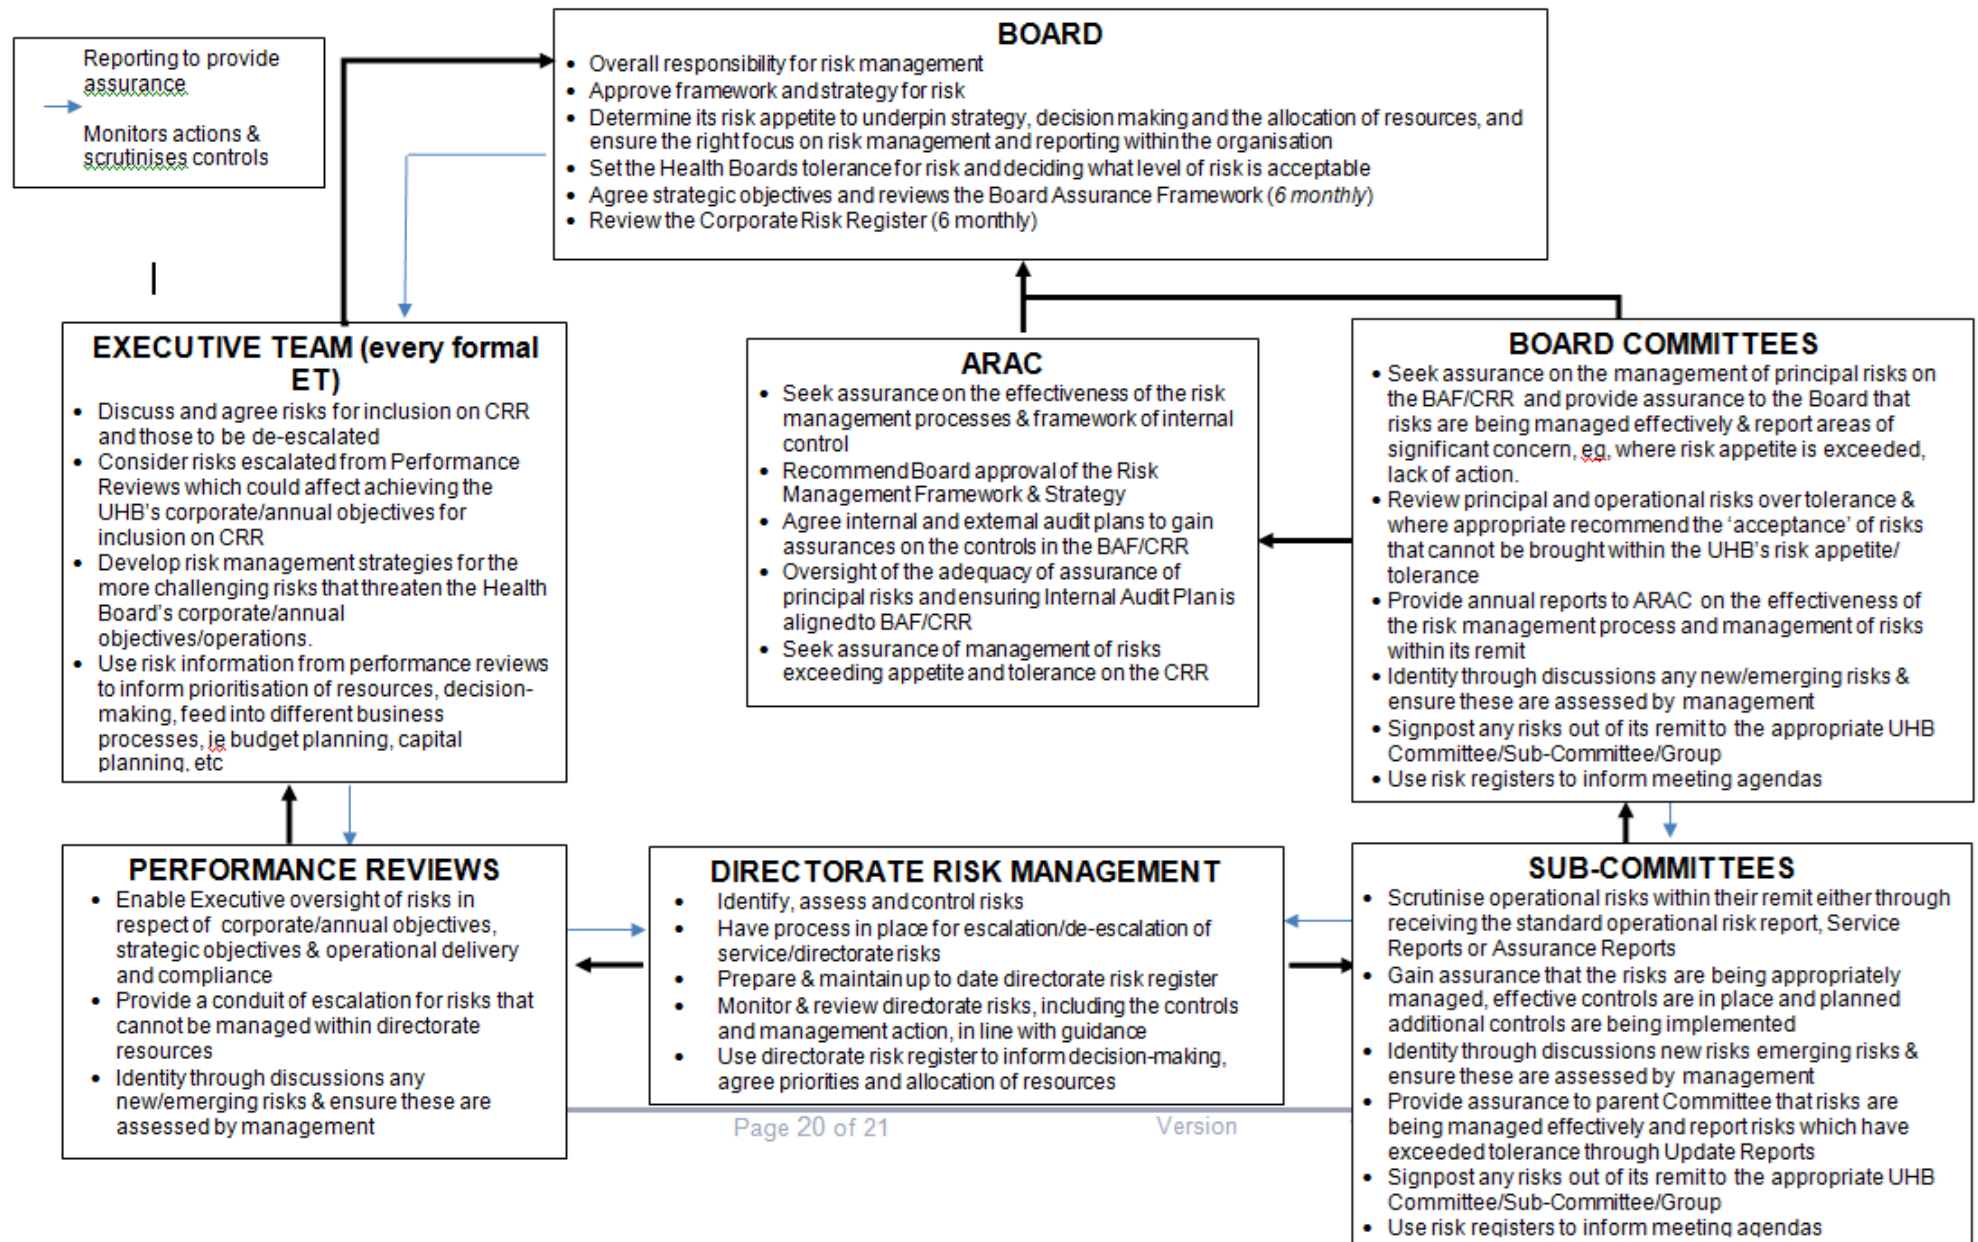 Reporting to provide
assurance
Monitors actions &
scrutinises controls
BOARD
• Overall responsibility for risk management
• Approve framework and strategy for risk
• Determine its risk appetite to underpin strategy, decision making and the allocation of resources, and
ensure the right focus on risk management and reporting within the organisation
• Set the Health Boards tolerance for risk and deciding what level of risk is acceptable
• Agree strategic objectives and reviews the Board Assurance Framework (6 monthly)
• Review the Corporate Risk Register (6 monthly)
EXECUTIVE TEAM (every formal
ET)
• Discuss and agree risks for inclusion on CRR
and those to be de-escalated
• Consider risks escalated from Performance
Reviews which could affect achieving the
UHB's corporate/annual objectives for
inclusion on CRR
• Develop risk management strategies for the
more challenging risks that threaten the Health
Board's corporate/annual
objectives/operations.
• Use risk information from performance reviews
to inform prioritisation of resources, decision-
making, feed into different business
processes, ie budget planning, capital
planning, etc
ARAC
• Seek assurance on the effectiveness of the risk
management processes & framework of internal
control
• Recommend Board approval of the Risk
Management Framework & Strategy
• Agree internal and external audit plans to gain
assurances on the controls in the BAF/CRR
• Oversight of the adequacy of assurance of
principal risks and ensuring Internal Audit Plan is
aligned to BAF/CRR
• Seek assurance of management of risks
exceeding appetite and tolerance on the CRR
BOARD COMMITTEES
• Seek assurance on the management of principal risks on
the BAF/CRR and provide assurance to the Board that
risks are being managed effectively & report areas of
significant concern, eg, where risk appetite is exceeded,
lack of action.
• Review principal and operational risks over tolerance &
where appropriate recommend the 'acceptance' of risks
that cannot be brought within the UHB's risk appetite/
tolerance
• Provide annual reports to ARAC on the effectiveness of
the risk management process and management of risks
within its remit
• Identity through discussions any new/emerging risks &
ensure these are assessed by management
• Signpost any risks out of its remit to the appropriate UHB
Committee/Sub-Committee/Group
• Use risk registers to inform meeting agendas
PERFORMANCE REVIEWS
• Enable Executive oversight of risks in
respect of corporate/annual objectives,
strategic objectives & operational delivery
and compliance
• Provide a conduit of escalation for risks that
cannot be managed within directorate
resources
• Identity through discussions any
new/emerging risks & ensure these are
assessed by management
DIRECTORATE RISK MANAGEMENT
• Identify, assess and control risks
• Have process in place for escalation/de-escalation of
service/directorate risks
• Prepare & maintain up to date directorate risk register
• Monitor & review directorate risks, including the controls
and management action, in line with guidance
• Use directorate risk register to inform decision-making,
agree priorities and allocation of resources
SUB-COMMITTEES
• Scrutinise operational risks within their remit either through
receiving the standard operational risk report, Service
Reports or Assurance Reports
• Gain assurance that the risks are being appropriately
managed, effective controls are in place and planned
additional controls are being implemented
• Identity through discussions new risks emerging risks &
ensure these are assessed by management
• Provide assurance to parent Committee that risks are
being managed effectively and report risks which have
exceeded tolerance through Update Reports
• Signpost any risks out of its remit to the appropriate UHB
Committee/Sub-Committee/Group
• Use risk registers to inform meeting agendas
Page 20 of 21
Version